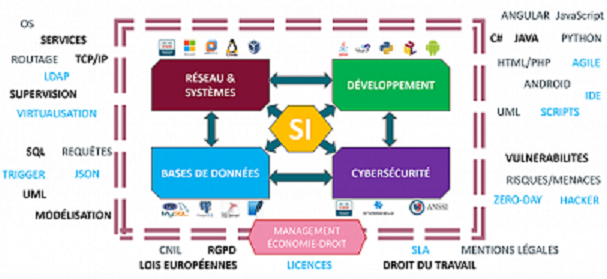 OS
SERVICES
ROUTAGE TCP/IP
LDAP
SUPERVISION
VIRTUALISATION
SQL REQUÊTES
TRIGGER JSON
UML
MODÉLISATION
RÉSEAU &
SYSTÈMES
DÉVELOPPEMENT
SI
BASES DE DONNÉES
CYBERSÉCURITÉ
MySQL
ANSSI
MANAGEMENT
ÉCONOMIE-DROIT
ANGULAR JavaScript
C# JAVA PYTHON
HTML/PHP AGILE
ANDROID
IDE
UML SCRIPTS
VULNERABILITES
RISQUES/MENACES
ZERO-DAY HACKER
CNIL RGPD SLA MENTIONS LÉGALES
LOIS EUROPÉENNES LICENCES DROIT DU TRAVAIL